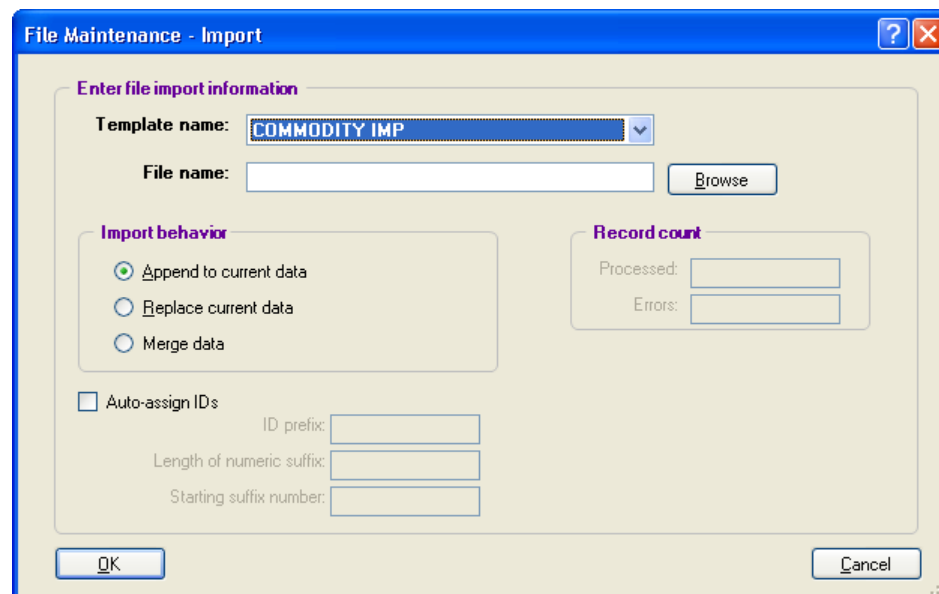 File Maintenance - Import
Enter file import information
Template name: COMMODITY IMP
File name: Browse
Import behavior
Append to current data
Replace current data
Merge data
Record count
Processed:
Errors:
Auto-assign IDs
ID prefix:
Length of numeric suffix:
Starting suffix number:
OK Cancel